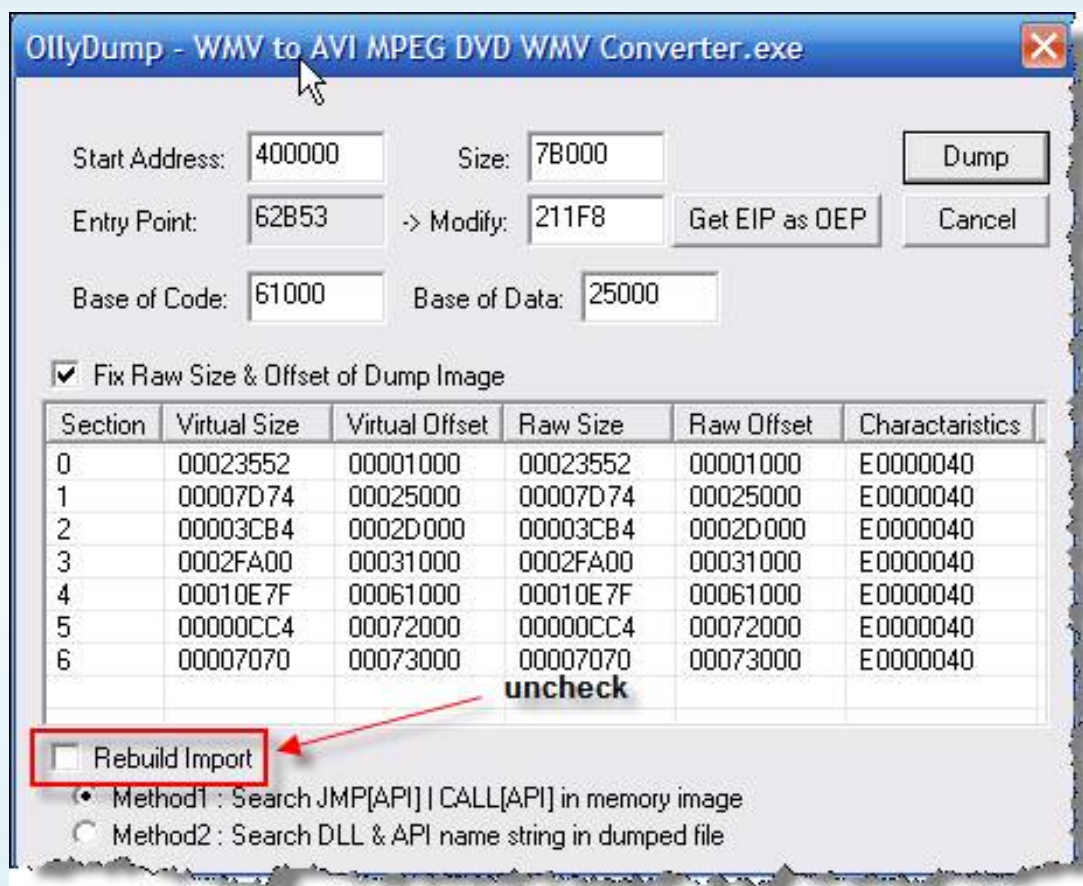 OllyDump - WMV to AVI MPEG DVD WMV Converter.exe
Start Address: 400000 Size: 7B000 Dump
Entry Point: 62B53 -> Modify: 211F8 Get EIP as OEP Cancel
Base of Code: 61000 Base of Data: 25000
Fix Raw Size & Offset of Dump Image
Section Virtual Size Virtual Offset Raw Size Raw Offset Charactaristics
0 00023552 00001000 00023552 00001000 E0000040
1 00007D74 00025000 00007D74 00025000 E0000040
2 00003CB4 0002D000 00003CB4 0002D000 E0000040
3 0002FA00 00031000 0002FA00 00031000 E0000040
4 00010E7F 00061000 00010E7F 00061000 E0000040
5 00000CC4 00072000 00000CC4 00072000 E0000040
6 00007070 00073000 00007070 00073000 E0000040
uncheck
Rebuild Import
Method1 : Search JMP[API] | CALL[API] in memory image
Method2 : Search DLL & API name string in dumped file